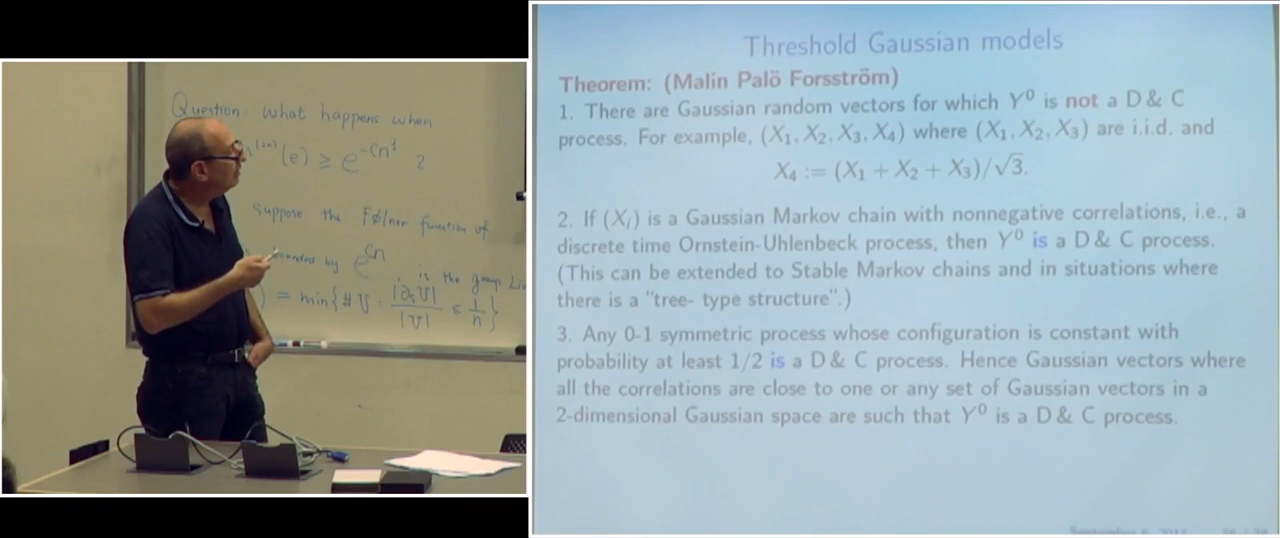 Question: what happens when
(2n)(e) ≥ e^{-Cn^{1
?
Suppose the Følner function of
bounded by e^{Cn}
is the group
) = min{#U : |∂ₛU| / |U| ≤ 1/n}
Threshold Gaussian models
Theorem: (Malin Palö Forsström)
1. There are Gaussian random vectors for which Y⁰ is not a D & C
process. For example, (X₁, X₂, X₃, X₄) where (X₁, X₂, X₃) are i.i.d. and
X₄ := (X₁ + X₂ + X₃)/√3.
2. If (Xᵢ) is a Gaussian Markov chain with nonnegative correlations, i.e., a
discrete time Ornstein-Uhlenbeck process, then Y⁰ is a D & C process.
(This can be extended to Stable Markov chains and in situations where
there is a "tree- type structure".)
3. Any 0-1 symmetric process whose configuration is constant with
probability at least 1/2 is a D & C process. Hence Gaussian vectors where
all the correlations are close to one or any set of Gaussian vectors in a
2-dimensional Gaussian space are such that Y⁰ is a D & C process.